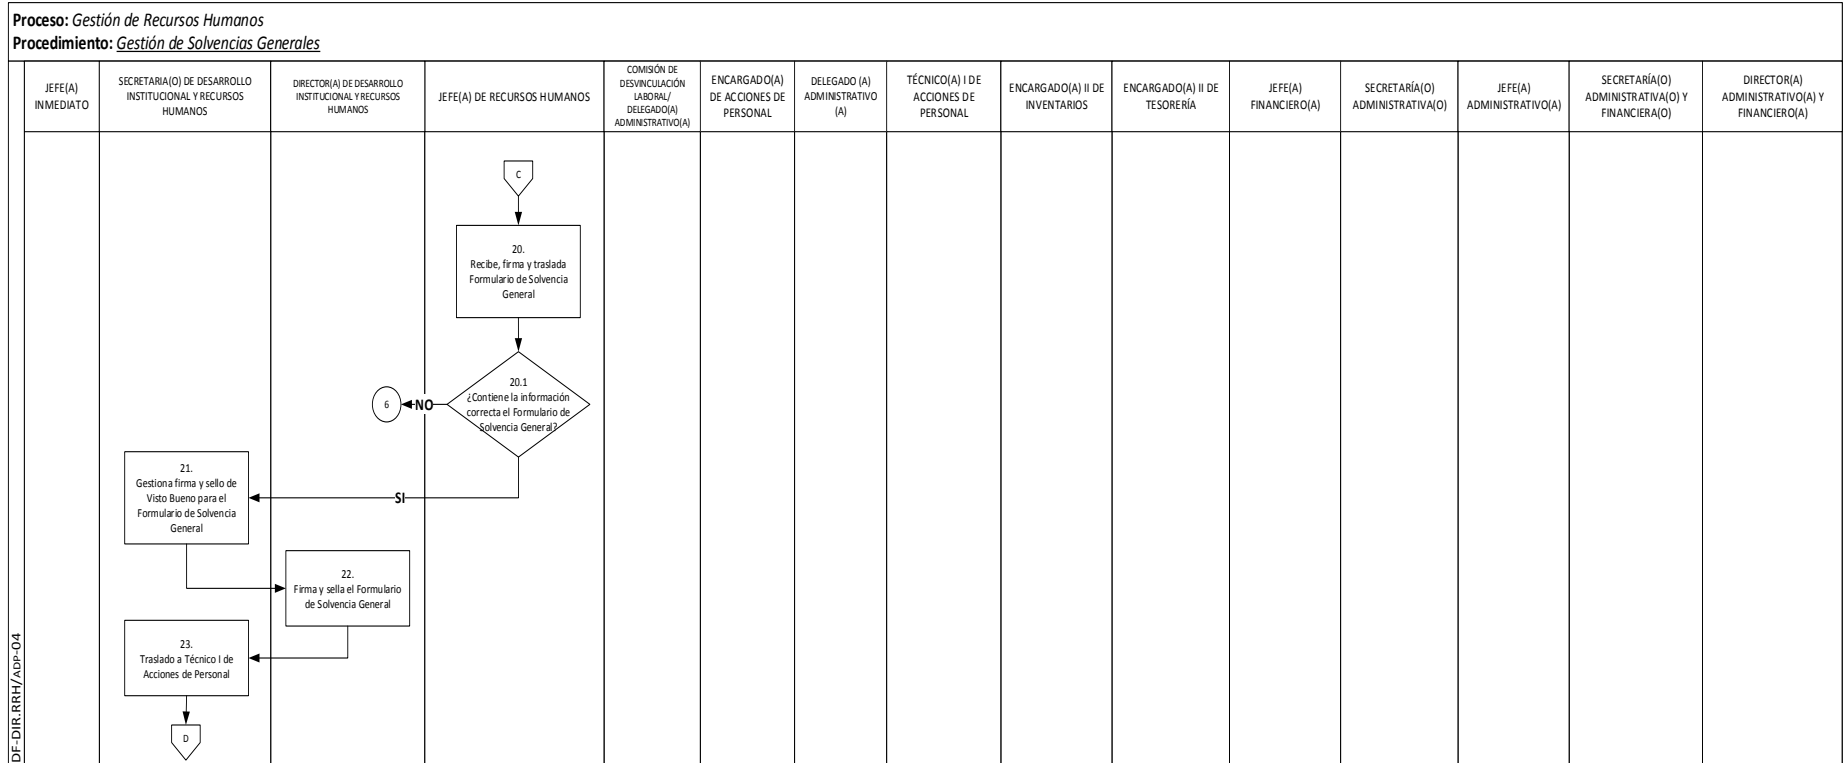 Proceso: Gestión de Recursos Humanos
Procedimiento: Gestión de Solvencias Generales
JEFE(A)
INMEDIATO
SECRETARIA(O) DE DESARROLLO
INSTITUCIONAL Y RECURSOS
HUMANOS
DIRECTOR(A) DE DESARROLLO
INSTITUCIONAL Y RECURSOS
HUMANOS
JEFE(A) DE RECURSOS HUMANOS
COMISIÓN DE
DESVINCULACIÓN
LABORAL/
DELEGADO(A)
ADMINISTRATIVO(A)
ENCARGADO(A)
DE ACCIONES DE
PERSONAL
DELEGADO (A)
ADMINISTRATIVO
(A)
TÉCNICO(A) I DE
ACCIONES DE
PERSONAL
ENCARGADO(A) II DE
INVENTARIOS
ENCARGADO(A) II DE
TESORERÍA
JEFE(A)
FINANCIERO(A)
SECRETARÍA(O)
ADMINISTRATIVA(O)
JEFE(A)
ADMINISTRATIVO(A)
SECRETARÍA(O)
ADMINISTRATIVA(O) Y
FINANCIERA(O)
DIRECTOR(A)
ADMINISTRATIVO(A) Y
FINANCIERO(A)
C
20.
Recibe, firma y traslada
Formulario de Solvencia
General
20.1
¿Contiene la información
correcta el Formulario de
Solvencia General?
NO
6
SI
21.
Gestiona firma y sello de
Visto Bueno para el
Formulario de Solvencia
General
22.
Firma y sella el Formulario
de Solvencia General
23.
Traslado a Técnico I de
Acciones de Personal
D
DF-DIR.RRH/ADP-04